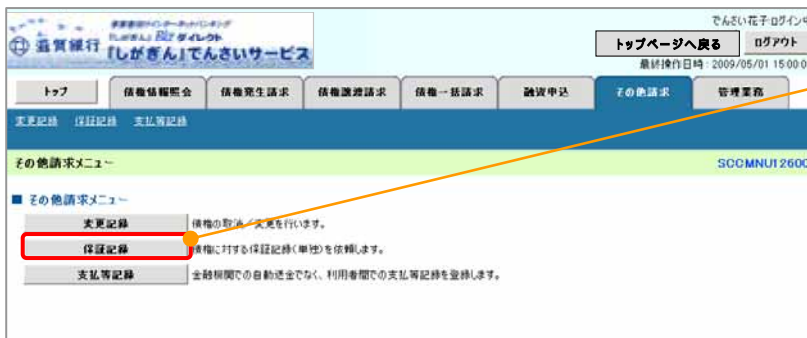 でんさい花子 ログイン中
滋賀銀行
「しがぎん」でんさいサービス
トップページへ戻る ログアウト
最終操作日時：2009/05/01 15:00:0
トップ 債権情報照会 債権発生請求 債権譲渡請求 債権一括請求 融資申込 その他請求 管理業務
変更記録 保証記録 支払等記録
その他請求メニュー SCCMNU12600
■ その他請求メニュー
変更記録 債権の取消／変更を行います。
保証記録 債権に対する保証記録（単独）を依頼します。
支払等記録 金融機関での自動送金でなく、利用者間での支払等記録を登録します。